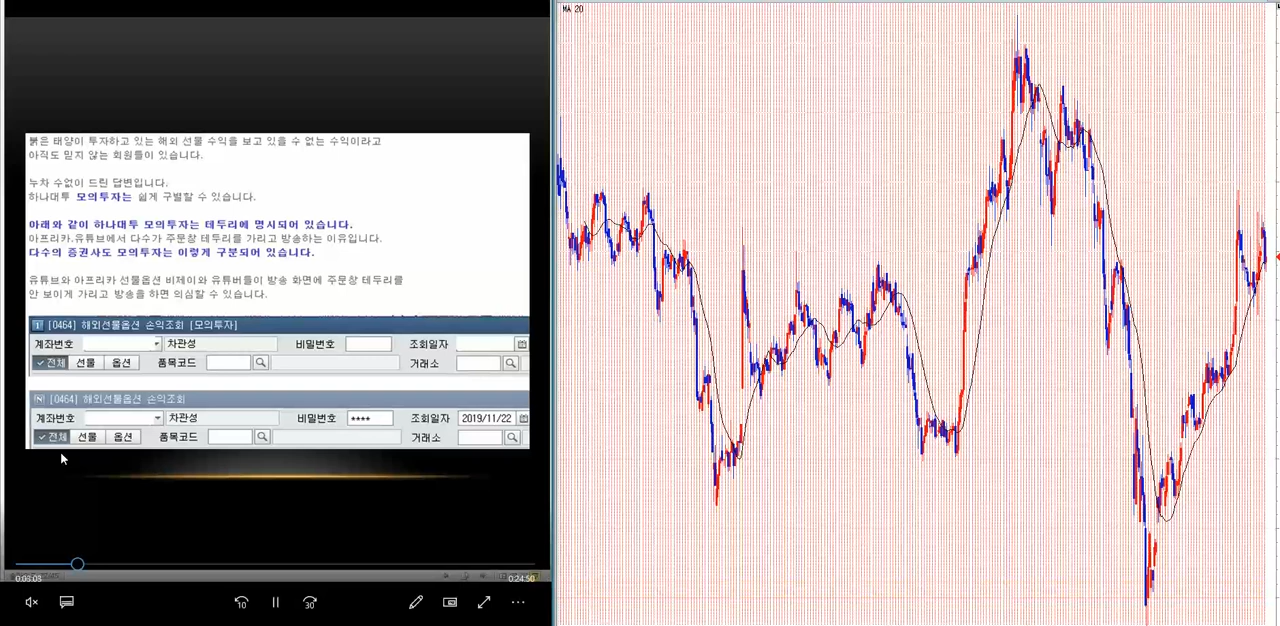 MA 20
붉은 태양이 투자하고 있는 해외 선물 수익을 보고 있을 수 없는 수익이라고
아직도 믿지 않는 회원들이 있습니다.
누차 수없이 드린 답변입니다.
하나대투 모의투자는 쉽게 구별할 수 있습니다.
아래와 같이 하나대투 모의투자는 테두리에 명시되어 있습니다.
아프리카.유튜브에서 다수가 주문창 테두리를 가리고 방송하는 이유입니다.
다수의 증권사도 모의투자는 이렇게 구분되어 있습니다.
유튜브와 아프리카 선물옵션 비제이와 유튜버들이 방송 화면에 주문창 테두리를
안 보이게 가리고 방송을 하면 의심할 수 있습니다.
[0464] 해외선물옵션 손익조회 [모의투자]
계좌번호 차관성 비밀번호 조회일자
전체 선물 옵션 품목코드 거래소
[0464] 해외선물옵션 손익조회
계좌번호 차관성 비밀번호 **** 조회일자 2019/11/22
전체 선물 옵션 품목코드 거래소
0:03:03 0:24:50
10 30